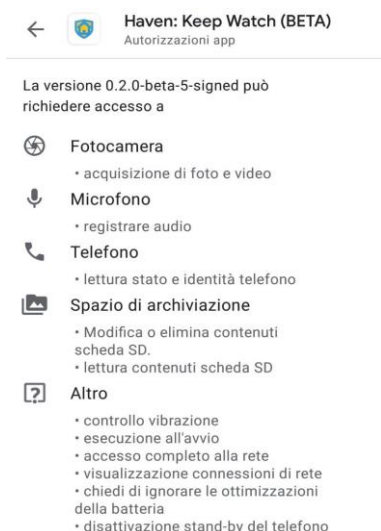 Haven: Keep Watch (BETA)
Autorizzazioni app
La versione 0.2.0-beta-5-signed può
richiedere accesso a
Fotocamera
• acquisizione di foto e video
Microfono
• registrare audio
Telefono
• lettura stato e identità telefono
Spazio di archiviazione
• Modifica o elimina contenuti
scheda SD.
• lettura contenuti scheda SD
Altro
• controllo vibrazione
• esecuzione all'avvio
• accesso completo alla rete
• visualizzazione connessioni di rete
• chiedi di ignorare le ottimizzazioni
della batteria
• disattivazione stand-by del telefono